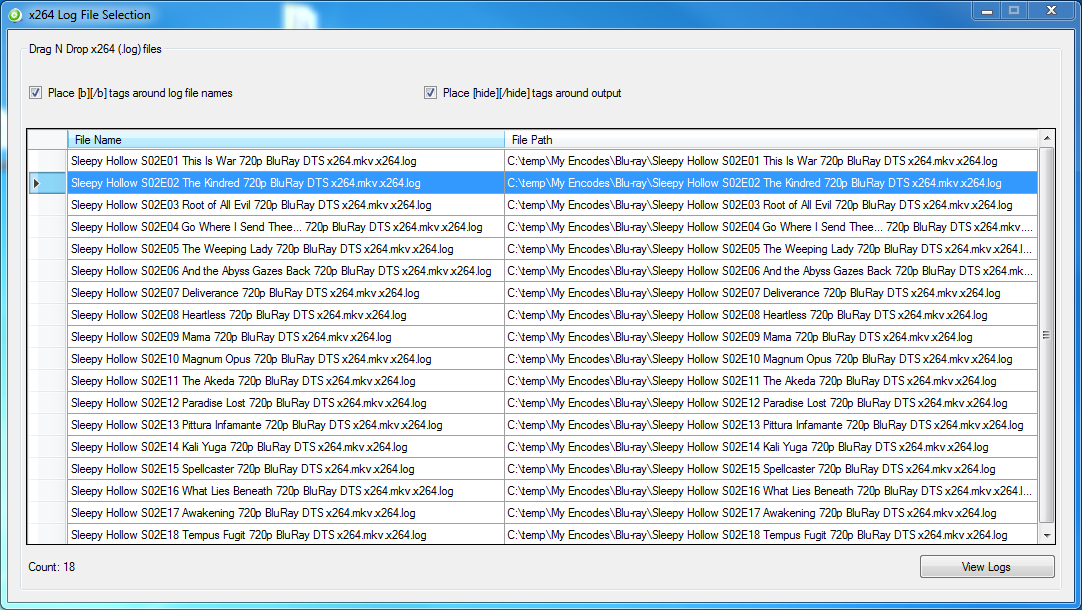 x264 Log File Selection
Drag N Drop x264 (.log) files
Place [b][/b] tags around log file names Place [hide][/hide] tags around output
File Name File Path
Sleepy Hollow S02E01 This Is War 720p BluRay DTS x264.mkv.x264.log C:\temp\My Encodes\Blu-ray\Sleepy Hollow S02E01 This Is War 720p BluRay DTS x264.mkv.x264.log
Sleepy Hollow S02E02 The Kindred 720p BluRay DTS x264.mkv.x264.log C:\temp\My Encodes\Blu-ray\Sleepy Hollow S02E02 The Kindred 720p BluRay DTS x264.mkv.x264.log
Sleepy Hollow S02E03 Root of All Evil 720p BluRay DTS x264.mkv.x264.log C:\temp\My Encodes\Blu-ray\Sleepy Hollow S02E03 Root of All Evil 720p BluRay DTS x264.mkv.x264.log
Sleepy Hollow S02E04 Go Where I Send Thee... 720p BluRay DTS x264.mkv.x264.log C:\temp\My Encodes\Blu-ray\Sleepy Hollow S02E04 Go Where I Send Thee... 720p BluRay DTS x264.mkv....
Sleepy Hollow S02E05 The Weeping Lady 720p BluRay DTS x264.mkv.x264.log C:\temp\My Encodes\Blu-ray\Sleepy Hollow S02E05 The Weeping Lady 720p BluRay DTS x264.mkv.x264.l...
Sleepy Hollow S02E06 And the Abyss Gazes Back 720p BluRay DTS x264.mkv.x264.log C:\temp\My Encodes\Blu-ray\Sleepy Hollow S02E06 And the Abyss Gazes Back 720p BluRay DTS x264.mk...
Sleepy Hollow S02E07 Deliverance 720p BluRay DTS x264.mkv.x264.log C:\temp\My Encodes\Blu-ray\Sleepy Hollow S02E07 Deliverance 720p BluRay DTS x264.mkv.x264.log
Sleepy Hollow S02E08 Heartless 720p BluRay DTS x264.mkv.x264.log C:\temp\My Encodes\Blu-ray\Sleepy Hollow S02E08 Heartless 720p BluRay DTS x264.mkv.x264.log
Sleepy Hollow S02E09 Mama 720p BluRay DTS x264.mkv.x264.log C:\temp\My Encodes\Blu-ray\Sleepy Hollow S02E09 Mama 720p BluRay DTS x264.mkv.x264.log
Sleepy Hollow S02E10 Magnum Opus 720p BluRay DTS x264.mkv.x264.log C:\temp\My Encodes\Blu-ray\Sleepy Hollow S02E10 Magnum Opus 720p BluRay DTS x264.mkv.x264.log
Sleepy Hollow S02E11 The Akeda 720p BluRay DTS x264.mkv.x264.log C:\temp\My Encodes\Blu-ray\Sleepy Hollow S02E11 The Akeda 720p BluRay DTS x264.mkv.x264.log
Sleepy Hollow S02E12 Paradise Lost 720p BluRay DTS x264.mkv.x264.log C:\temp\My Encodes\Blu-ray\Sleepy Hollow S02E12 Paradise Lost 720p BluRay DTS x264.mkv.x264.log
Sleepy Hollow S02E13 Pittura Infamante 720p BluRay DTS x264.mkv.x264.log C:\temp\My Encodes\Blu-ray\Sleepy Hollow S02E13 Pittura Infamante 720p BluRay DTS x264.mkv.x264.log
Sleepy Hollow S02E14 Kali Yuga 720p BluRay DTS x264.mkv.x264.log C:\temp\My Encodes\Blu-ray\Sleepy Hollow S02E14 Kali Yuga 720p BluRay DTS x264.mkv.x264.log
Sleepy Hollow S02E15 Spellcaster 720p BluRay DTS x264.mkv.x264.log C:\temp\My Encodes\Blu-ray\Sleepy Hollow S02E15 Spellcaster 720p BluRay DTS x264.mkv.x264.log
Sleepy Hollow S02E16 What Lies Beneath 720p BluRay DTS x264.mkv.x264.log C:\temp\My Encodes\Blu-ray\Sleepy Hollow S02E16 What Lies Beneath 720p BluRay DTS x264.mkv.x264.l...
Sleepy Hollow S02E17 Awakening 720p BluRay DTS x264.mkv.x264.log C:\temp\My Encodes\Blu-ray\Sleepy Hollow S02E17 Awakening 720p BluRay DTS x264.mkv.x264.log
Sleepy Hollow S02E18 Tempus Fugit 720p BluRay DTS x264.mkv.x264.log C:\temp\My Encodes\Blu-ray\Sleepy Hollow S02E18 Tempus Fugit 720p BluRay DTS x264.mkv.x264.log
Count: 18 View Logs